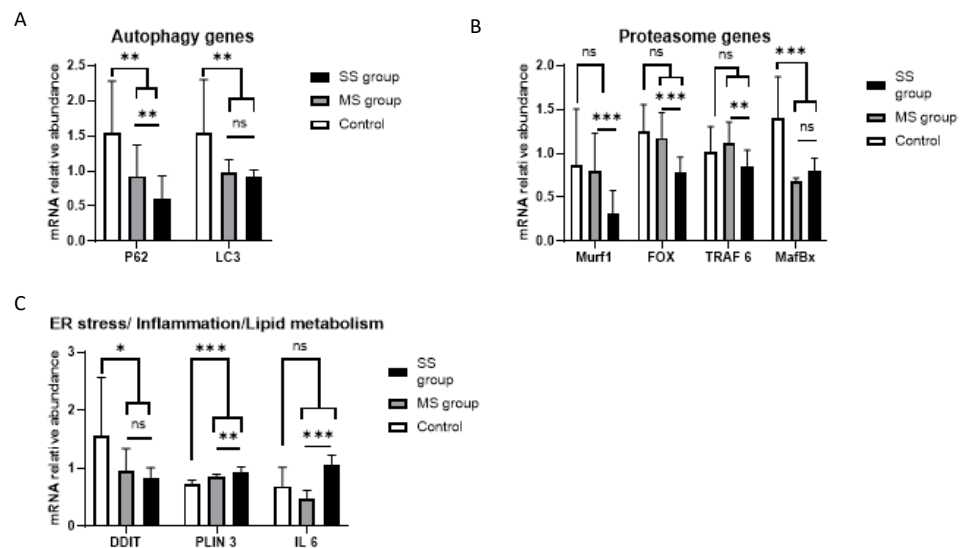 A
Autophagy genes
mRNA relative abundance
2.5
2.0
1.5
1.0
0.5
0.0
** **
** ns
P62 LC3
SS group
MS group
Control
B
Proteasome genes
mRNA relative abundance
2.0
1.5
1.0
0.5
0.0
ns ns ns ***
*** *** ** ns
Murf1 FOX TRAF 6 MafBx
SS
group
MS group
Control
C
ER stress/ Inflammation/Lipid metabolism
mRNA relative abundance
3
2
1
0
* *** ns
ns ** ***
DDIT PLIN 3 IL 6
SS
group
MS group
Control